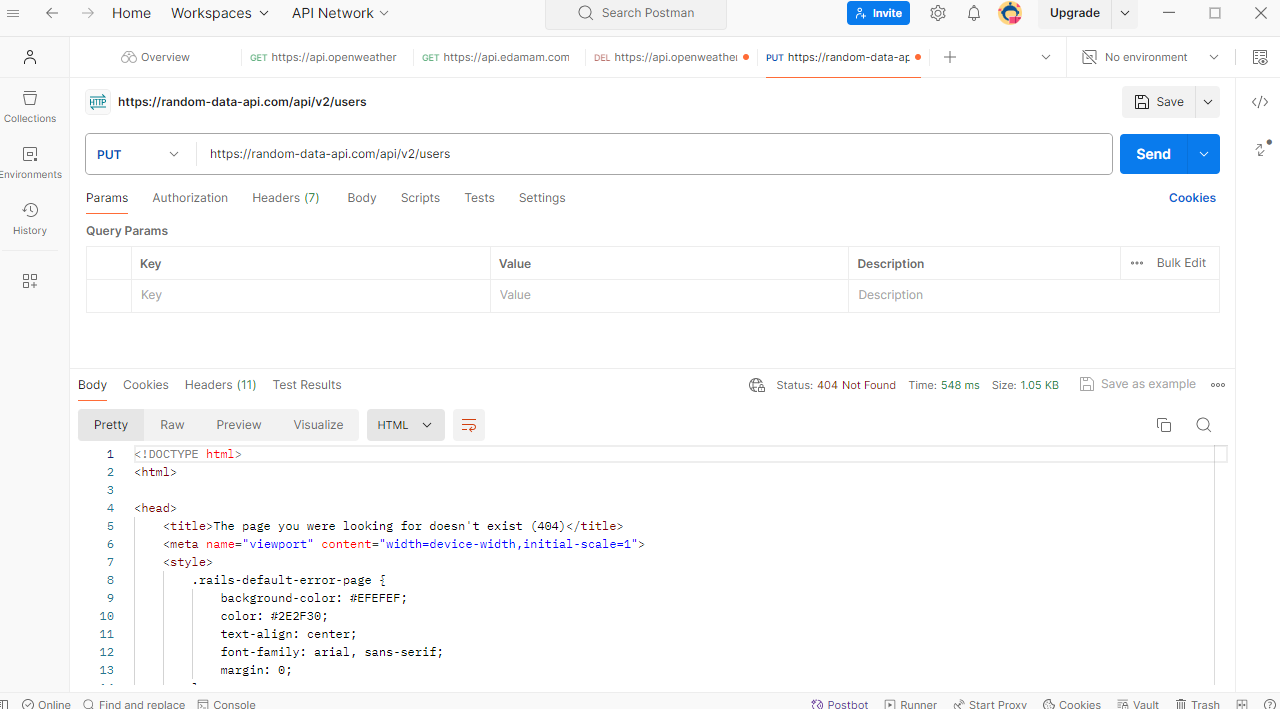 Home Workspaces API Network Search Postman Invite Upgrade
Overview GET https://api.openweather GET https://api.edamam.com DEL https://api.openweather PUT https://random-data-ap No environment
HTTP https://random-data-api.com/api/v2/users Save
Collections
PUT https://random-data-api.com/api/v2/users Send
Environments
Params Authorization Headers (7) Body Scripts Tests Settings Cookies
History
Query Params
Key Value Description Bulk Edit
Key Value Description
Body Cookies Headers (11) Test Results Status: 404 Not Found Time: 548 ms Size: 1.05 KB Save as example
Pretty Raw Preview Visualize HTML
1 <!DOCTYPE html>
2 <html>
3
4 <head>
5 <title>The page you were looking for doesn't exist (404)</title>
6 <meta name="viewport" content="width=device-width,initial-scale=1">
7 <style>
8 .rails-default-error-page {
9 background-color: #EFEFEF;
10 color: #2E2F30;
11 text-align: center;
12 font-family: arial, sans-serif;
13 margin: 0;
Online Find and replace Console Postbot Runner Start Proxy Cookies Vault Trash